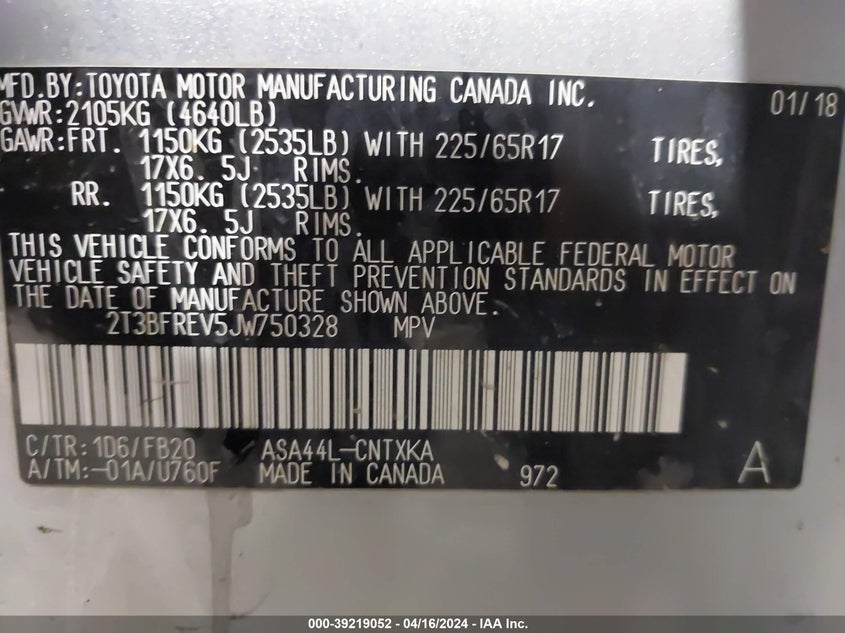 MFD.BY:TOYOTA MOTOR MANUFACTURING CANADA INC. 01/18
GVWR:2105KG (4640LB)
GAWR:FRT. 1150KG (2535LB) WITH 225/65R17 TIRES,
17X6. 5J RIMS.
RR. 1150KG (2535LB) WITH 225/65R17 TIRES,
17X6. 5J RIMS.
THIS VEHICLE CONFORMS TO ALL APPLICABLE FEDERAL MOTOR
VEHICLE SAFETY AND THEFT PREVENTION STANDARDS IN EFFECT ON
THE DATE OF MANUFACTURE SHOWN ABOVE.
2T3BFREV5JW750328 MPV
C/TR:1D6/FB20 ASA44L-CNTXKA
A/TM:-01A/U760F MADE IN CANADA 972 A
000-39219052 - 04/16/2024 - IAA Inc.